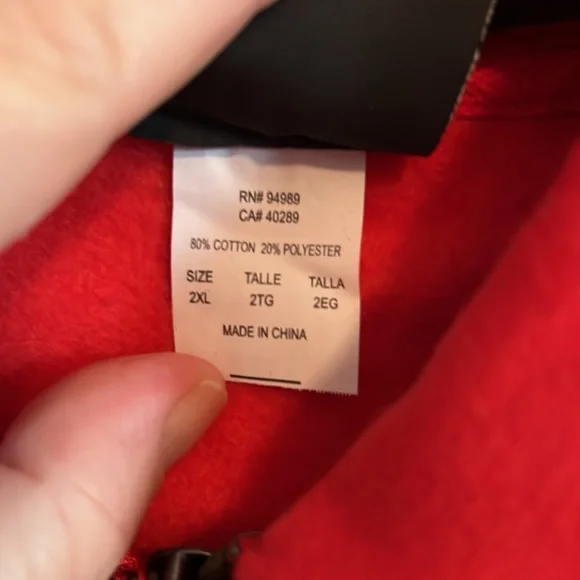 RN# 94989
CA# 40289
80% COTTON 20% POLYESTER
SIZE TALLE TALLA
2XL 2TG 2EG
MADE IN CHINA